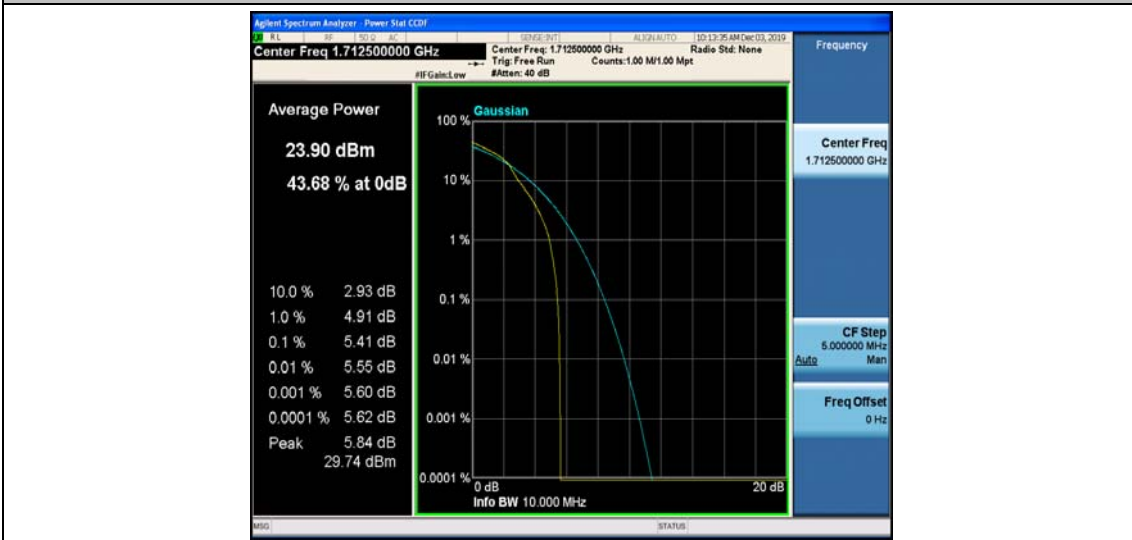 Agilent Spectrum Analyzer - Power Stat CCDF
RL RF 50 Ω AC SENSE:INT ALIGN AUTO 10:13:35 AM Dec 03, 2019
Center Freq 1.712500000 GHz
Center Freq: 1.712500000 GHz Radio Std: None
Trig: Free Run Counts:1.00 M/1.00 Mpt
#IFGain:Low #Atten: 40 dB
Frequency
Average Power
23.90 dBm
43.68 % at 0dB
10.0 % 2.93 dB
1.0 % 4.91 dB
0.1 % 5.41 dB
0.01 % 5.55 dB
0.001 % 5.60 dB
0.0001 % 5.62 dB
Peak 5.84 dB
29.74 dBm
Gaussian
100 %
10 %
1 %
0.1 %
0.01 %
0.001 %
0.0001 %
0 dB 20 dB
Info BW 10.000 MHz
Center Freq
1.712500000 GHz
CF Step
5.000000 MHz
Auto Man
Freq Offset
0 Hz
MSG STATUS